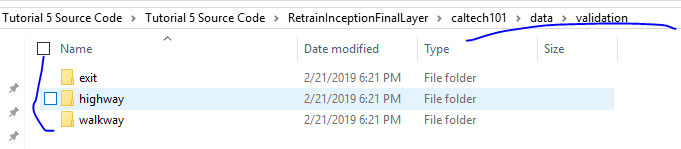 Tutorial 5 Source Code > Tutorial 5 Source Code > RetrainInceptionFinalLayer > caltech101 > data > validation
Name Date modified Type Size
exit 2/21/2019 6:21 PM File folder
highway 2/21/2019 6:21 PM File folder
walkway 2/21/2019 6:21 PM File folder